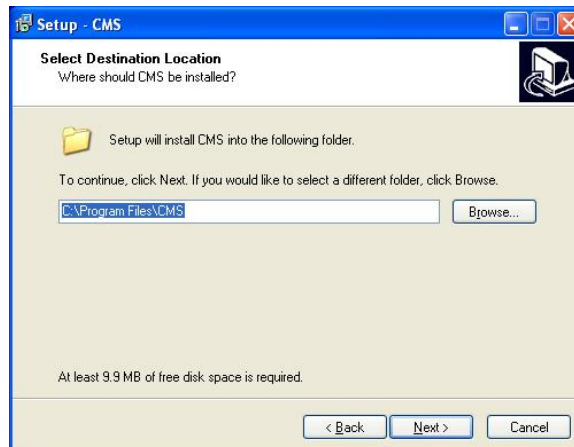 Setup - CMS
Select Destination Location
Where should CMS be installed?
Setup will install CMS into the following folder.
To continue, click Next. If you would like to select a different folder, click Browse.
C:\Program Files\CMS
Browse...
At least 9.9 MB of free disk space is required.
< Back
Next >
Cancel